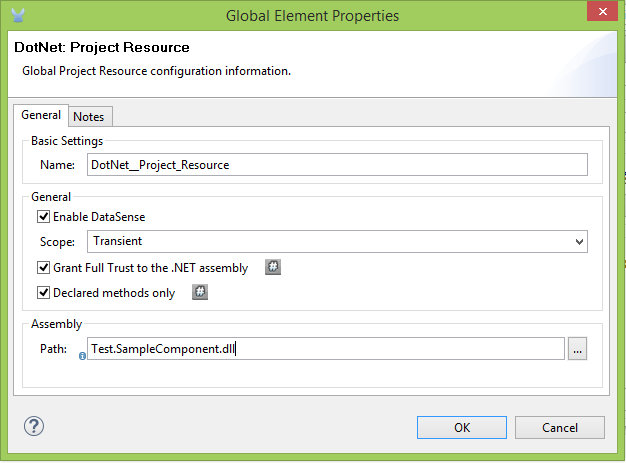 Global Element Properties
DotNet: Project Resource
Global Project Resource configuration information.
General Notes
Basic Settings
Name: DotNet__Project_Resource
General
Enable DataSense
Scope: Transient
Grant Full Trust to the .NET assembly
Declared methods only
Assembly
Path: Test.SampleComponent.dll ...
OK Cancel